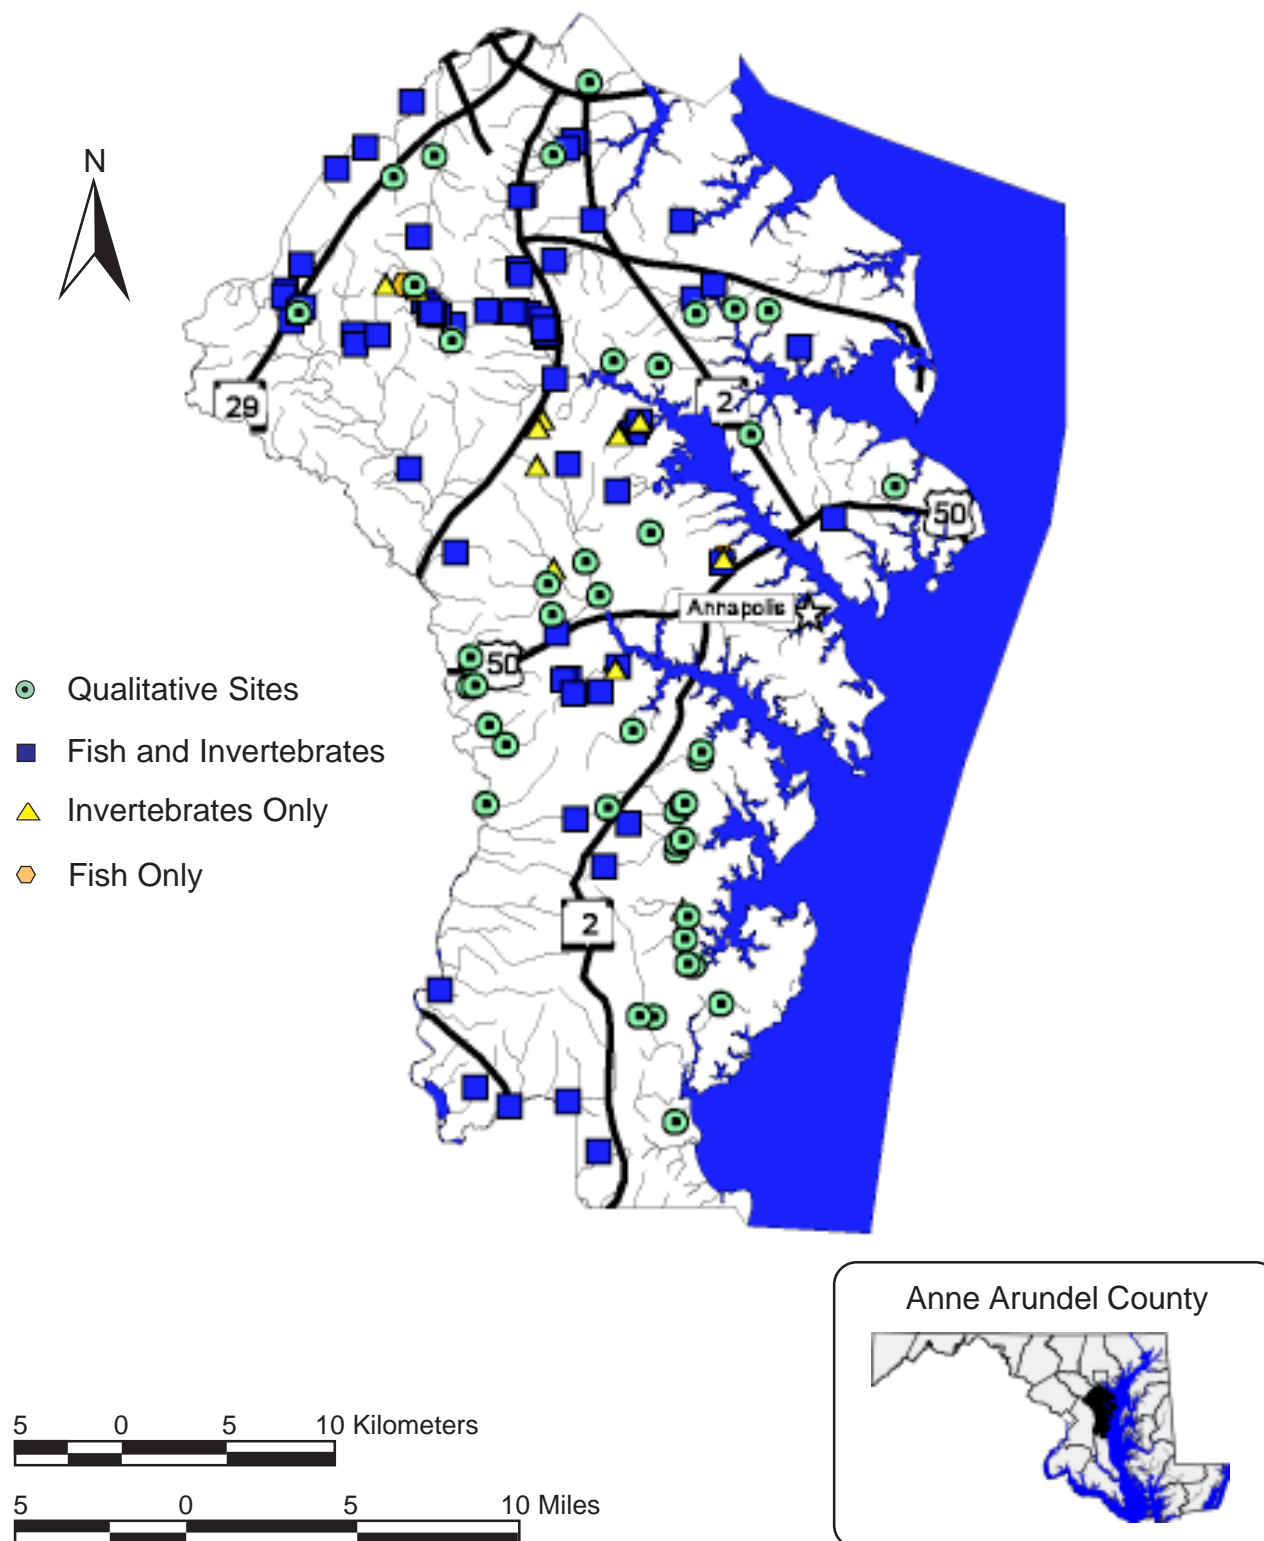 N
29
2
50
Annapolis
50
Qualitative Sites
Fish and Invertebrates
Invertebrates Only
Fish Only
2
Anne Arundel County
5 0 5 10 Kilometers
5 0 5 10 Miles